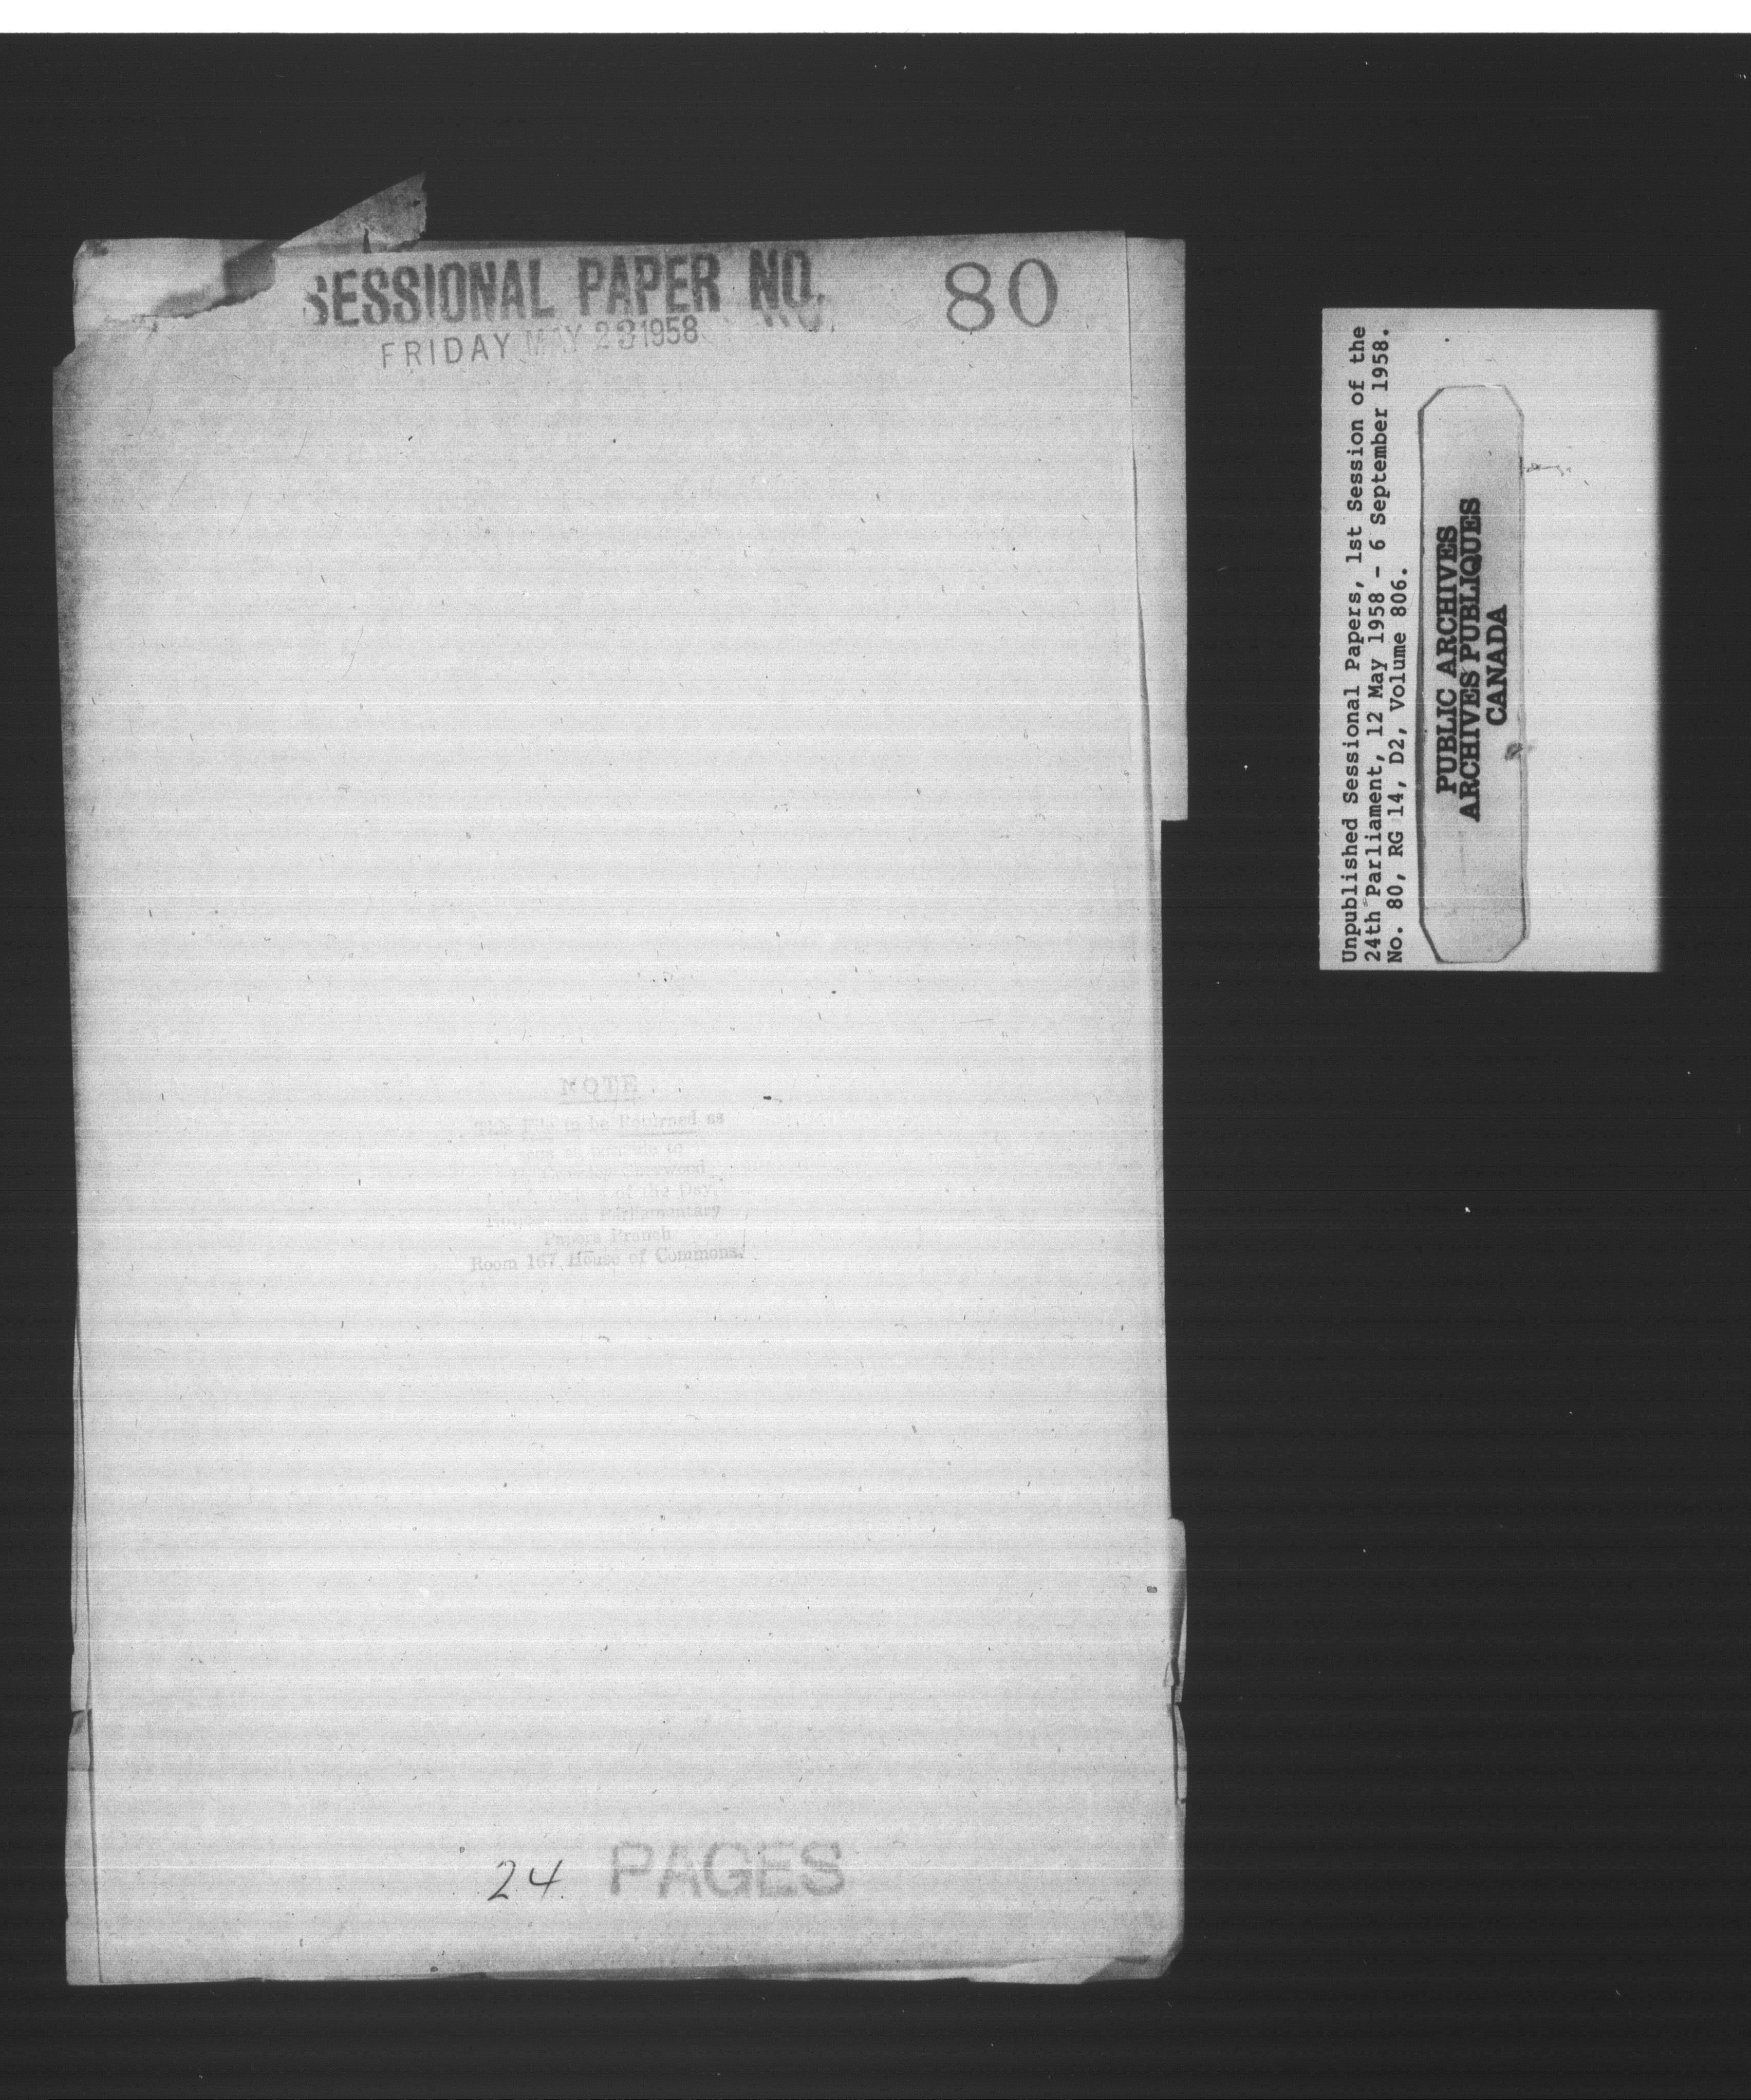 SESSIONAL PAPER NO. 80
FRIDAY MAY 23 1958
NOTE
This File to be Returned as
soon as possible to
Sherwood
Orders of the Day,
Notices and Parliamentary
Papers Branch
Room 167 House of Commons.
24 PAGES
Unpublished Sessional Papers, 1st Session of the
24th Parliament, 12 May 1958 - 6 September 1958.
No. 80, RG 14, D2, Volume 806.
PUBLIC ARCHIVES
ARCHIVES PUBLIQUES
CANADA